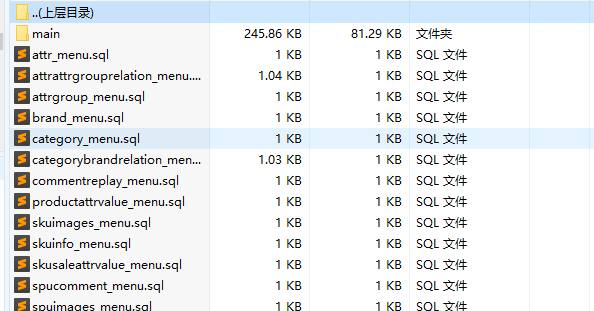 ..(上层目录)
main 245.86 KB 81.29 KB 文件夹
attr_menu.sql 1 KB 1 KB SQL 文件
attrattrgrouprelation_menu.... 1.04 KB 1 KB SQL 文件
attrgroup_menu.sql 1 KB 1 KB SQL 文件
brand_menu.sql 1 KB 1 KB SQL 文件
category_menu.sql 1 KB 1 KB SQL 文件
categorybrandrelation_men... 1.03 KB 1 KB SQL 文件
commentreplay_menu.sql 1 KB 1 KB SQL 文件
productattrvalue_menu.sql 1 KB 1 KB SQL 文件
skuimages_menu.sql 1 KB 1 KB SQL 文件
skuinfo_menu.sql 1 KB 1 KB SQL 文件
skusaleattrvalue_menu.sql 1 KB 1 KB SQL 文件
spucomment_menu.sql 1 KB 1 KB SQL 文件
spuimages_menu.sql 1 KB 1 KB SQL 文件